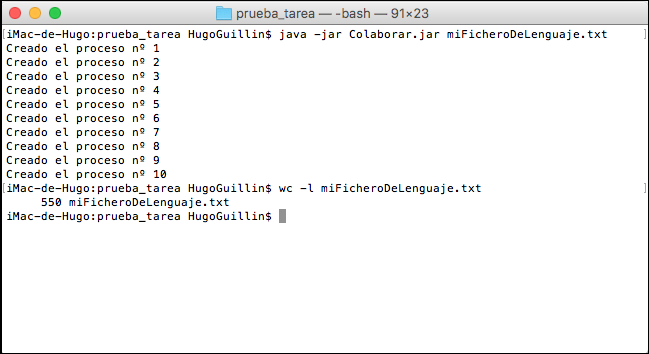 prueba_tarea — -bash — 91×23
[iMac-de-Hugo:prueba_tarea HugoGuillin$ java -jar Colaborar.jar miFicheroDeLenguaje.txt ]
Creado el proceso nº 1
Creado el proceso nº 2
Creado el proceso nº 3
Creado el proceso nº 4
Creado el proceso nº 5
Creado el proceso nº 6
Creado el proceso nº 7
Creado el proceso nº 8
Creado el proceso nº 9
Creado el proceso nº 10
[iMac-de-Hugo:prueba_tarea HugoGuillin$ wc -l miFicheroDeLenguaje.txt ]
550 miFicheroDeLenguaje.txt
iMac-de-Hugo:prueba_tarea HugoGuillin$